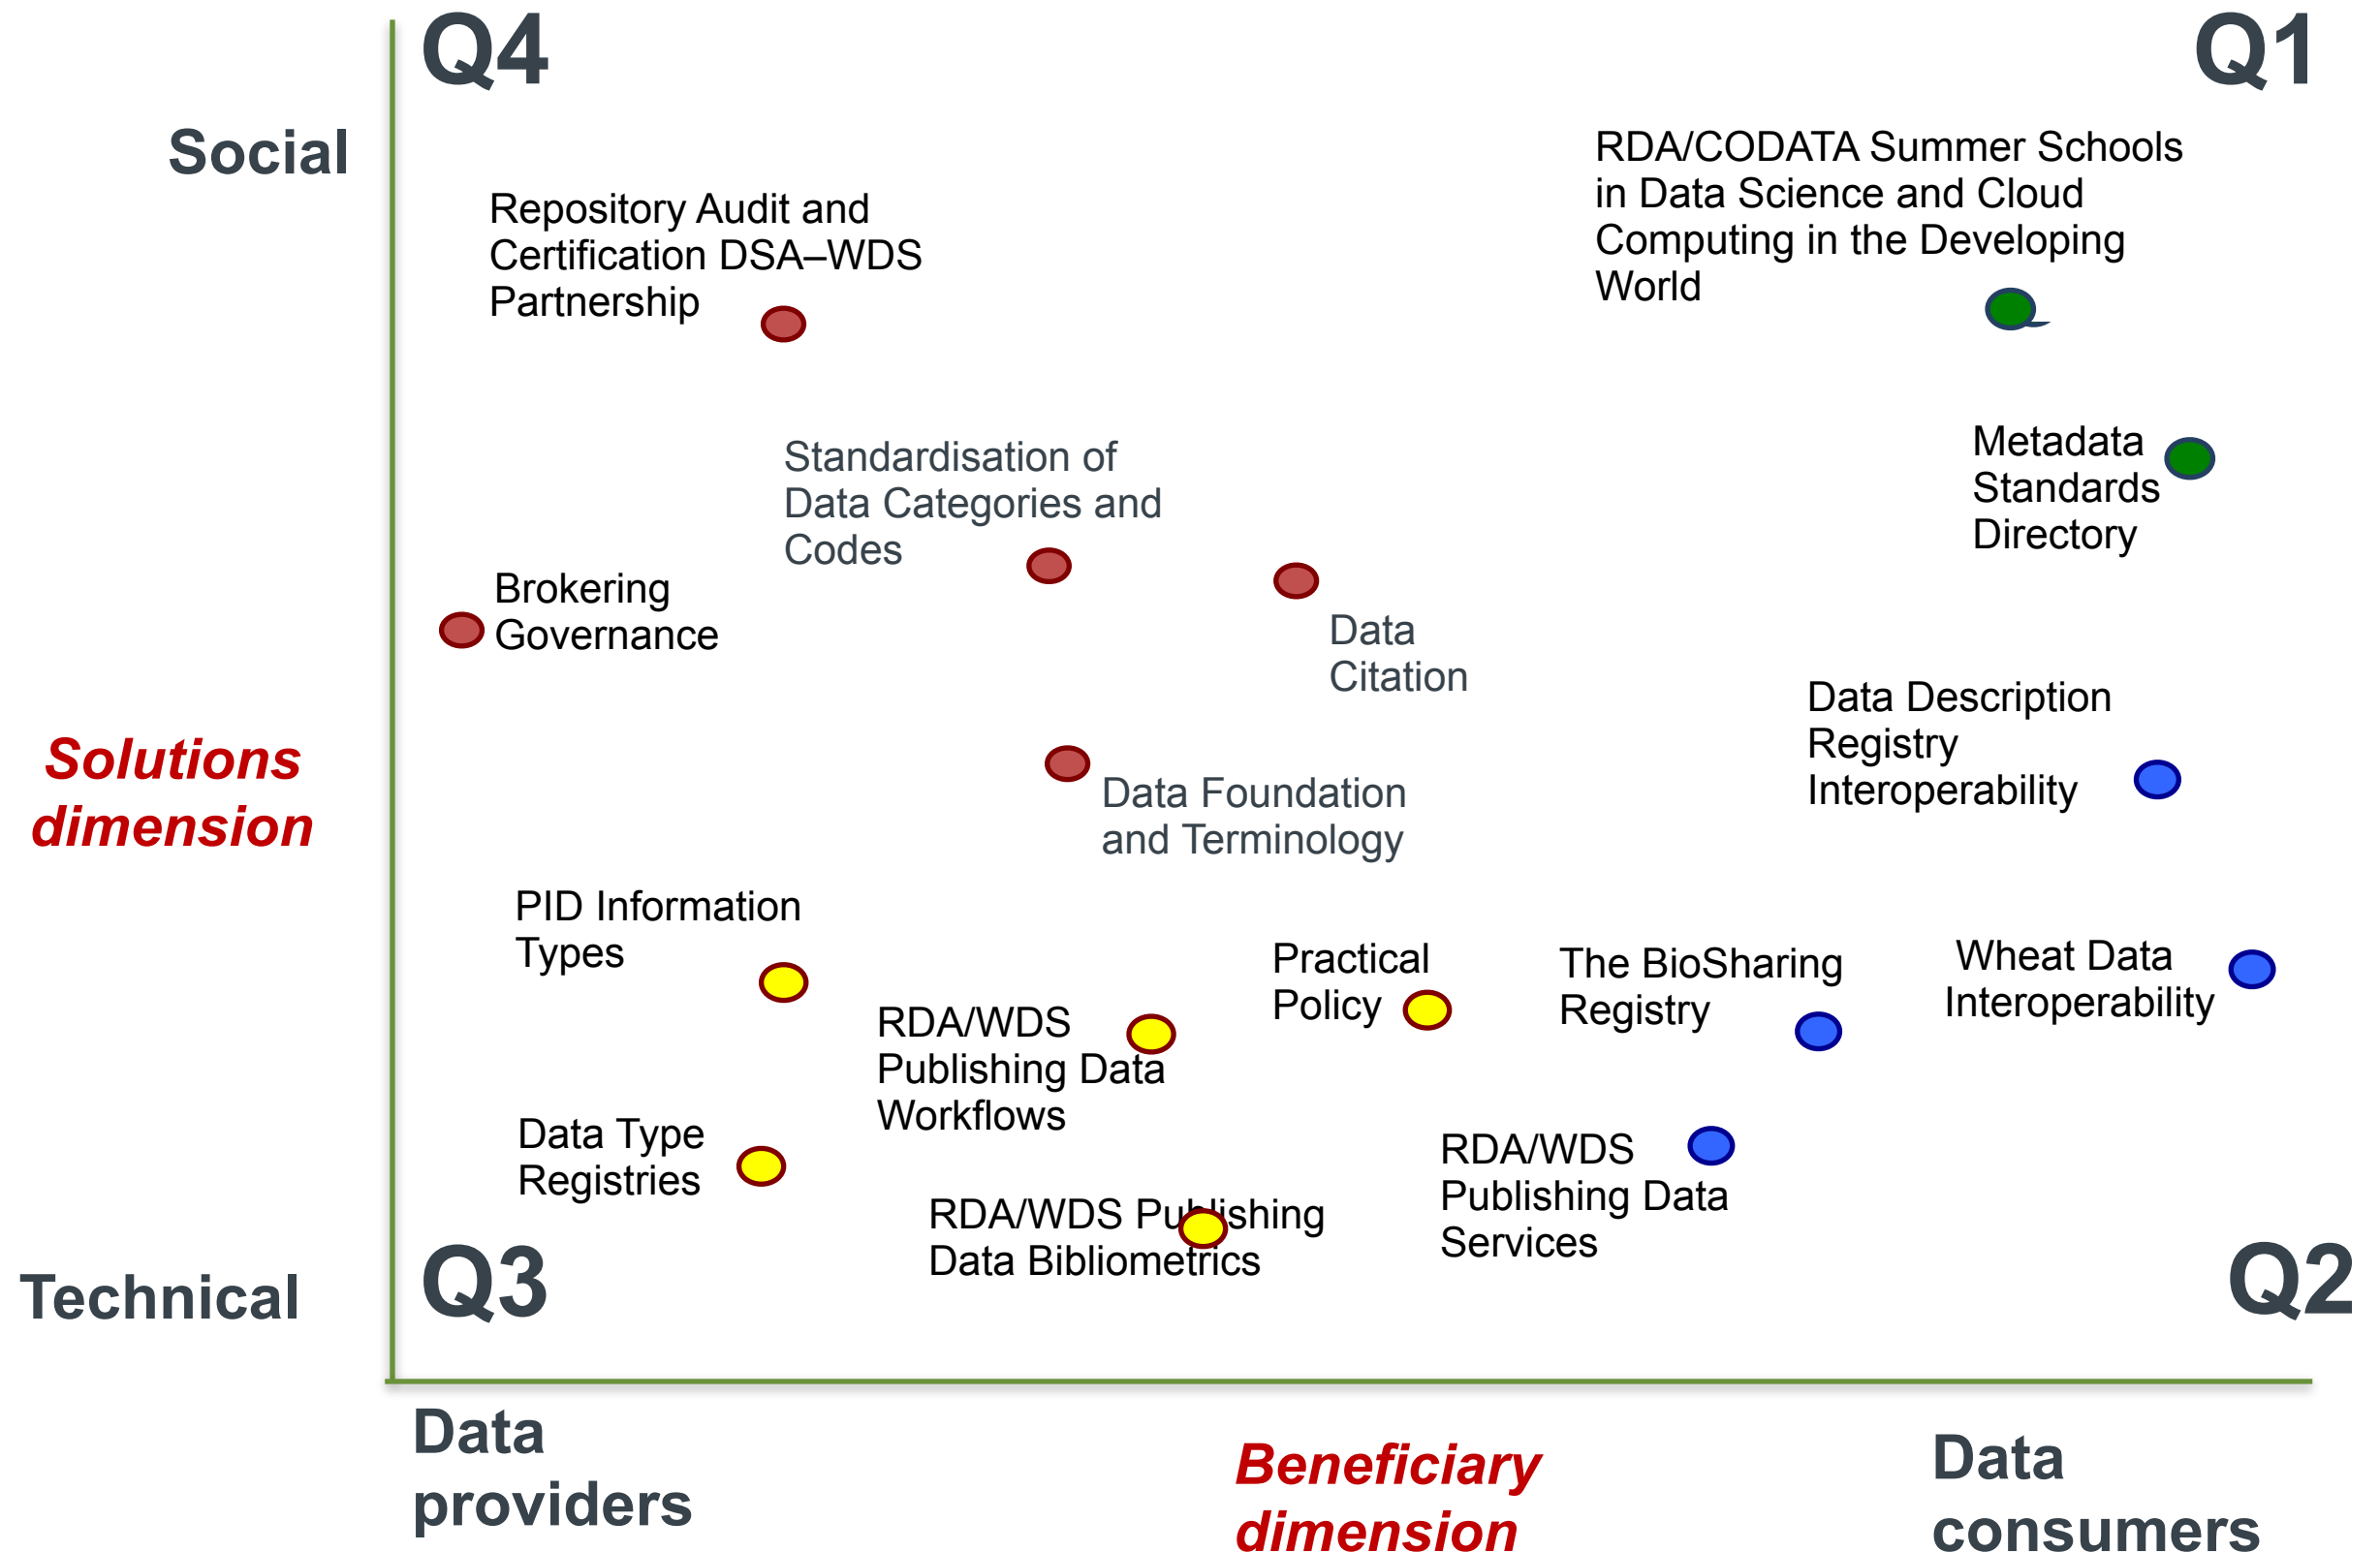 Q4
Q1
Social
RDA/CODATA Summer Schools
in Data Science and Cloud
Computing in the Developing
World
Repository Audit and
Certification DSA–WDS
Partnership
Metadata
Standards
Directory
Standardisation of
Data Categories and
Codes
Brokering
Governance
Data
Citation
Data Description
Registry
Interoperability
Solutions
dimension
Data Foundation
and Terminology
PID Information
Types
Practical
Policy
The BioSharing
Registry
Wheat Data
Interoperability
RDA/WDS
Publishing Data
Workflows
Data Type
Registries
RDA/WDS
Publishing Data
Services
RDA/WDS Publishing
Data Bibliometrics
Technical
Q3
Q2
Data
providers
Beneficiary
dimension
Data
consumers